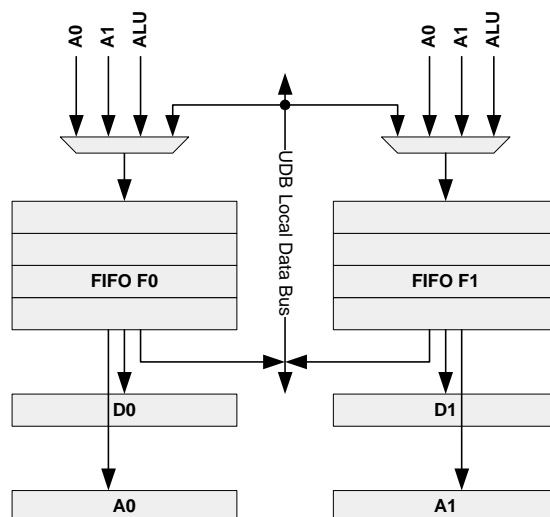 A0
A1
ALU
A0
A1
ALU
UDB Local Data Bus
FIFO F0
FIFO F1
D0
D1
A0
A1